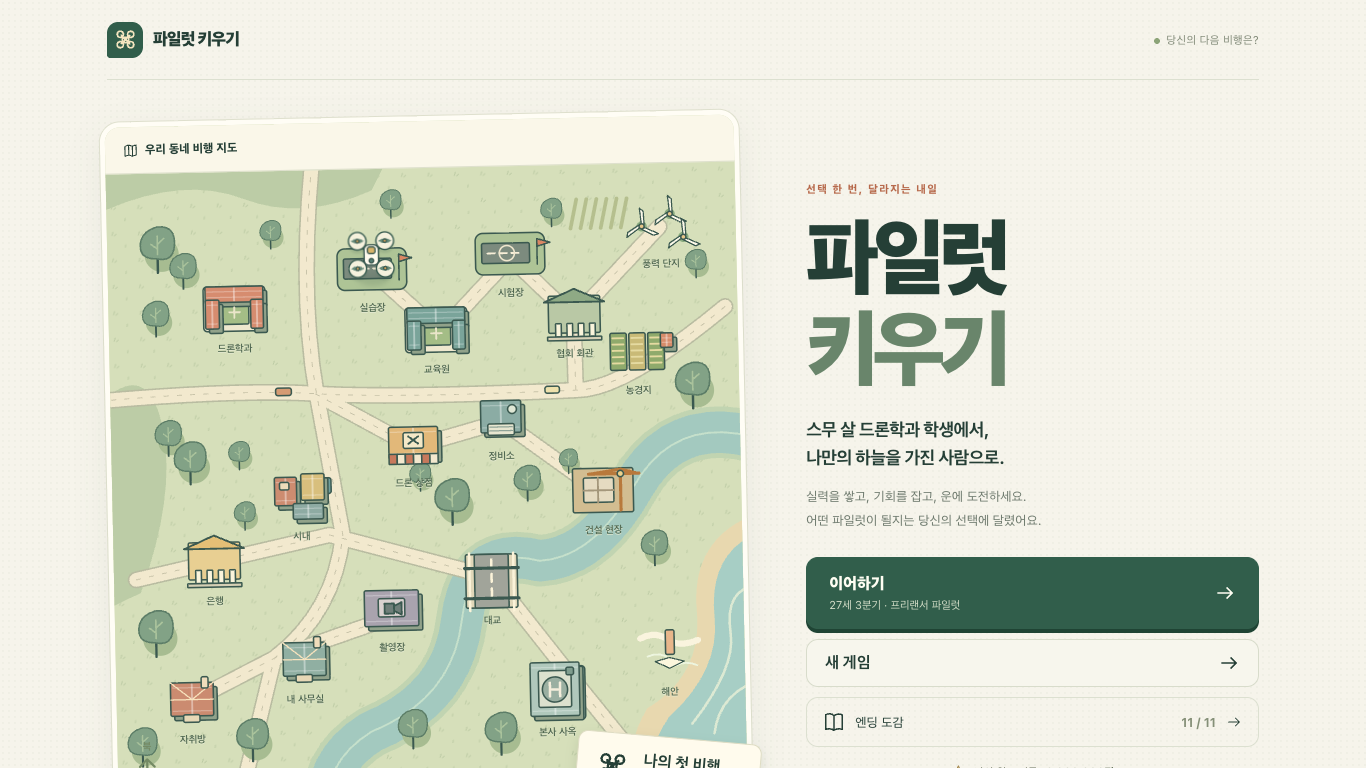 파일럿 키우기
당신의 다음 비행은?
우리 동네 비행 지도
풍력 단지
시험장
실습장
드론학과
협회 회관
교육원
농경지
정비소
드론 상점
건설 현장
시내
은행
대교
촬영장
해안
내 사무실
본사 사옥
자취방
나의 첫 비행
선택 한 번, 달라지는 내일
파일럿
키우기
스무 살 드론학과 학생에서,
나만의 하늘을 가진 사람으로.
실력을 쌓고, 기회를 잡고, 운에 도전하세요.
어떤 파일럿이 될지는 당신의 선택에 달렸어요.
이어하기
27세 3분기 · 프리랜서 파일럿
새 게임
엔딩 도감
11 / 11
H